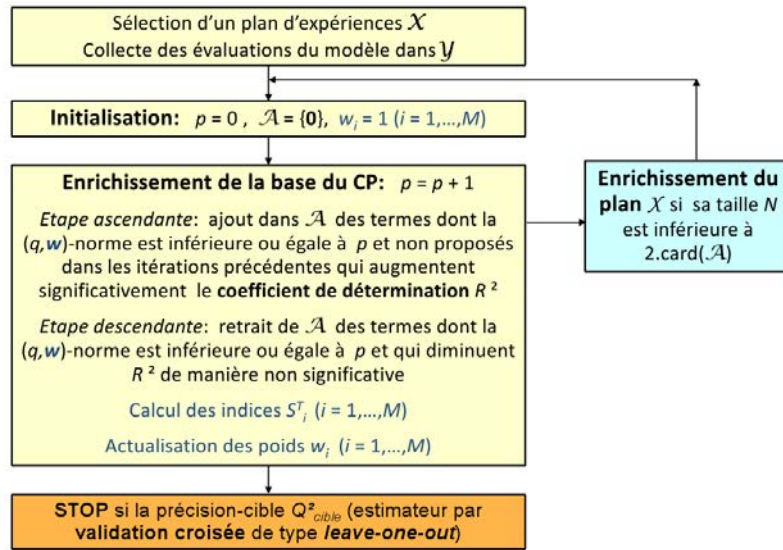 Sélection d'un plan d'expériences 𝒳
Collecte des évaluations du modèle dans 𝒴
Initialisation: p = 0 , 𝒜 = {0}, w_i = 1 (i = 1,...,M)
Enrichissement de la base du CP: p = p + 1
Etape ascendante: ajout dans 𝒜 des termes dont la
(q,w)-norme est inférieure ou égale à p et non proposés
dans les itérations précédentes qui augmentent
significativement le coefficient de détermination R ²
Etape descendante: retrait de 𝒜 des termes dont la
(q,w)-norme est inférieure ou égale à p et qui diminuent
R ² de manière non significative
Calcul des indices S^T_i (i = 1,...,M)
Actualisation des poids w_i (i = 1,...,M)
Enrichissement du
plan 𝒳 si sa taille N
est inférieure à
2.card(𝒜)
STOP si la précision-cible Q²_cible (estimateur par
validation croisée de type leave-one-out)